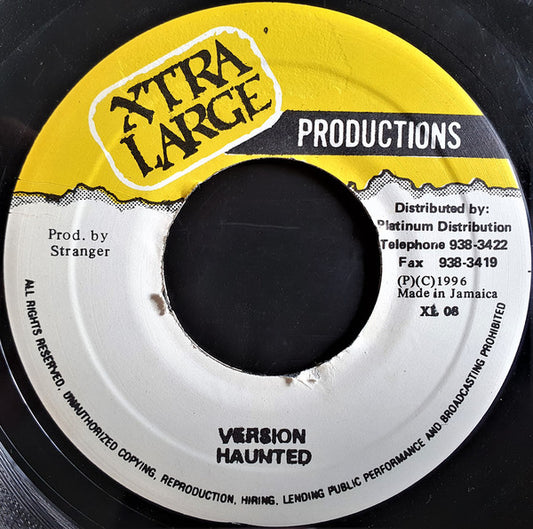 XTRA
LARGE
PRODUCTIONS
Prod. by
Stranger
Distributed by:
Platinum Distribution
Telephone 938-3422
Fax 938-3419
(P)(C)1996
Made in Jamaica
XL 08
VERSION
HAUNTED
ALL RIGHTS RESERVED, UNAUTHORIZED COPYING, REPRODUCTION, HIRING, LENDING PUBLIC PERFORMANCE AND BROADCASTING PROHIBITED